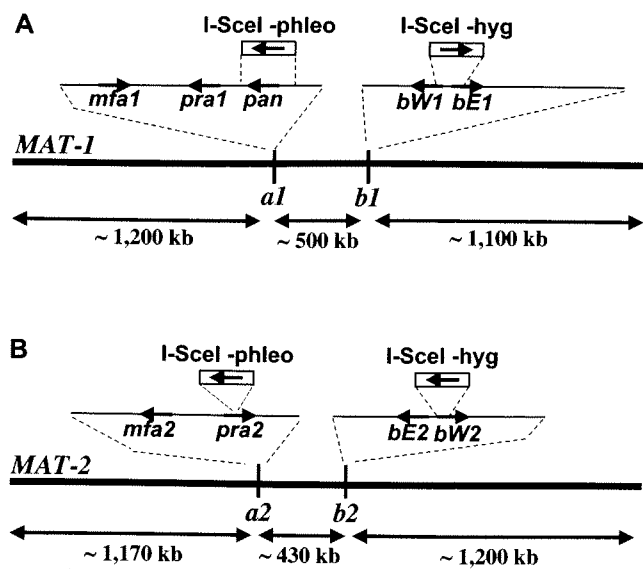 A
I-SceI -phleo I-SceI -hyg
mfa1 pra1 pan bW1 bE1
MAT-1
a1 b1
~ 1,200 kb ~ 500 kb ~ 1,100 kb
B
I-SceI -phleo I-SceI -hyg
mfa2 pra2 bE2 bW2
MAT-2
a2 b2
~ 1,170 kb ~ 430 kb ~ 1,200 kb